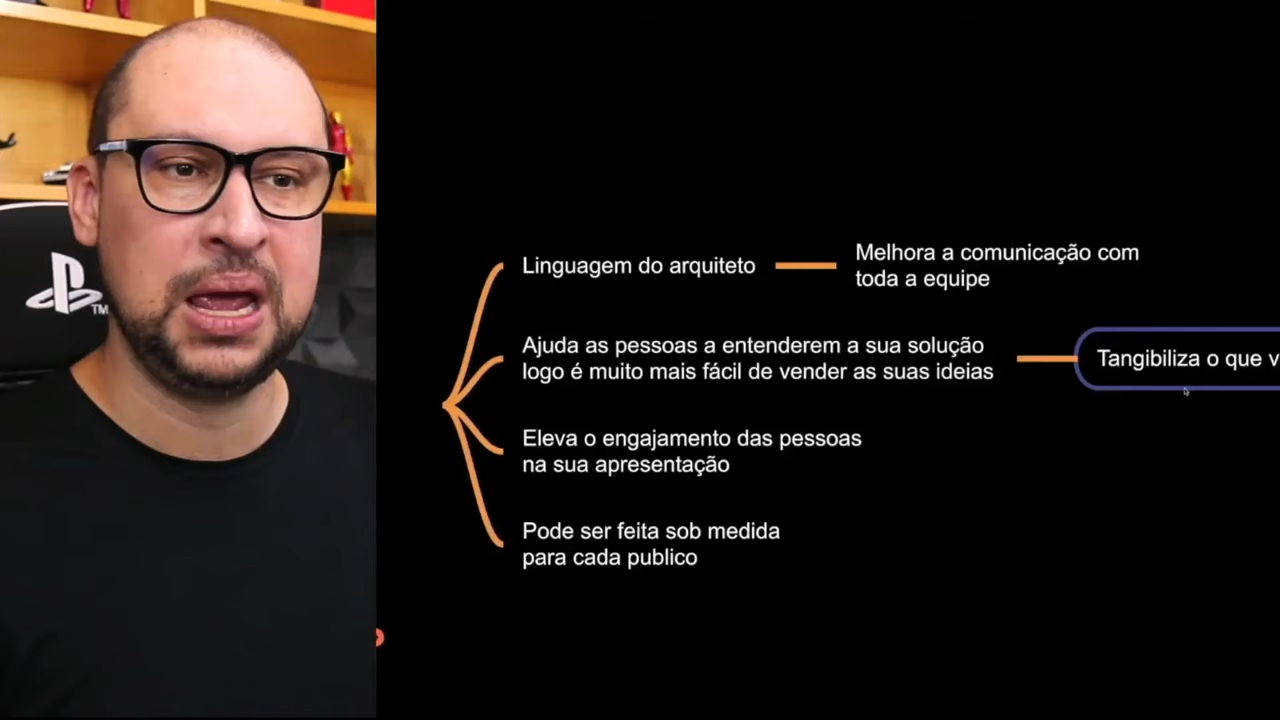 Linguagem do arquiteto
Melhora a comunicação com
toda a equipe
Ajuda as pessoas a entenderem a sua solução
logo é muito mais fácil de vender as suas ideias
Tangibiliza o que
Eleva o engajamento das pessoas
na sua apresentação
Pode ser feita sob medida
para cada publico
TM